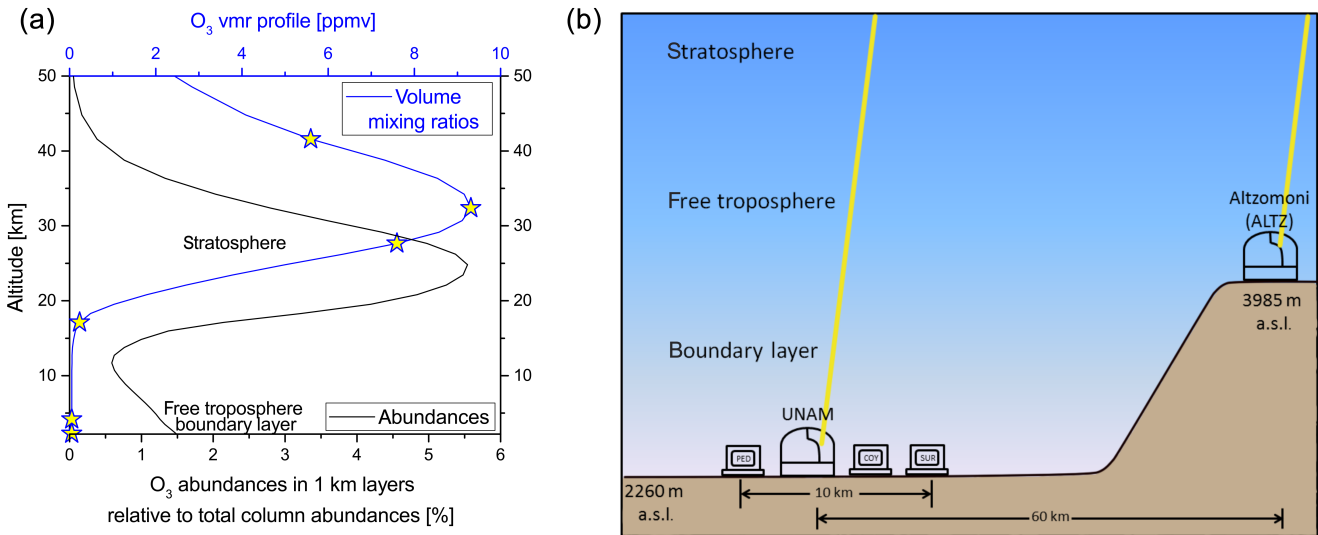 (a)
O3 vmr profile [ppmv]
0 2 4 6 8 10
50 50
Volume
mixing ratios
40 40
30 30
Stratosphere
20 20
10 10
Free troposphere
boundary layer
Abundances
Altitude [km]
0 1 2 3 4 5 6
O3 abundances in 1 km layers
relative to total column abundances [%]
(b)
Stratosphere
Free troposphere
Altzomoni
(ALTZ)
3985 m
a.s.l.
Boundary layer
UNAM
PED
COY
SUR
2260 m
a.s.l.
10 km
60 km